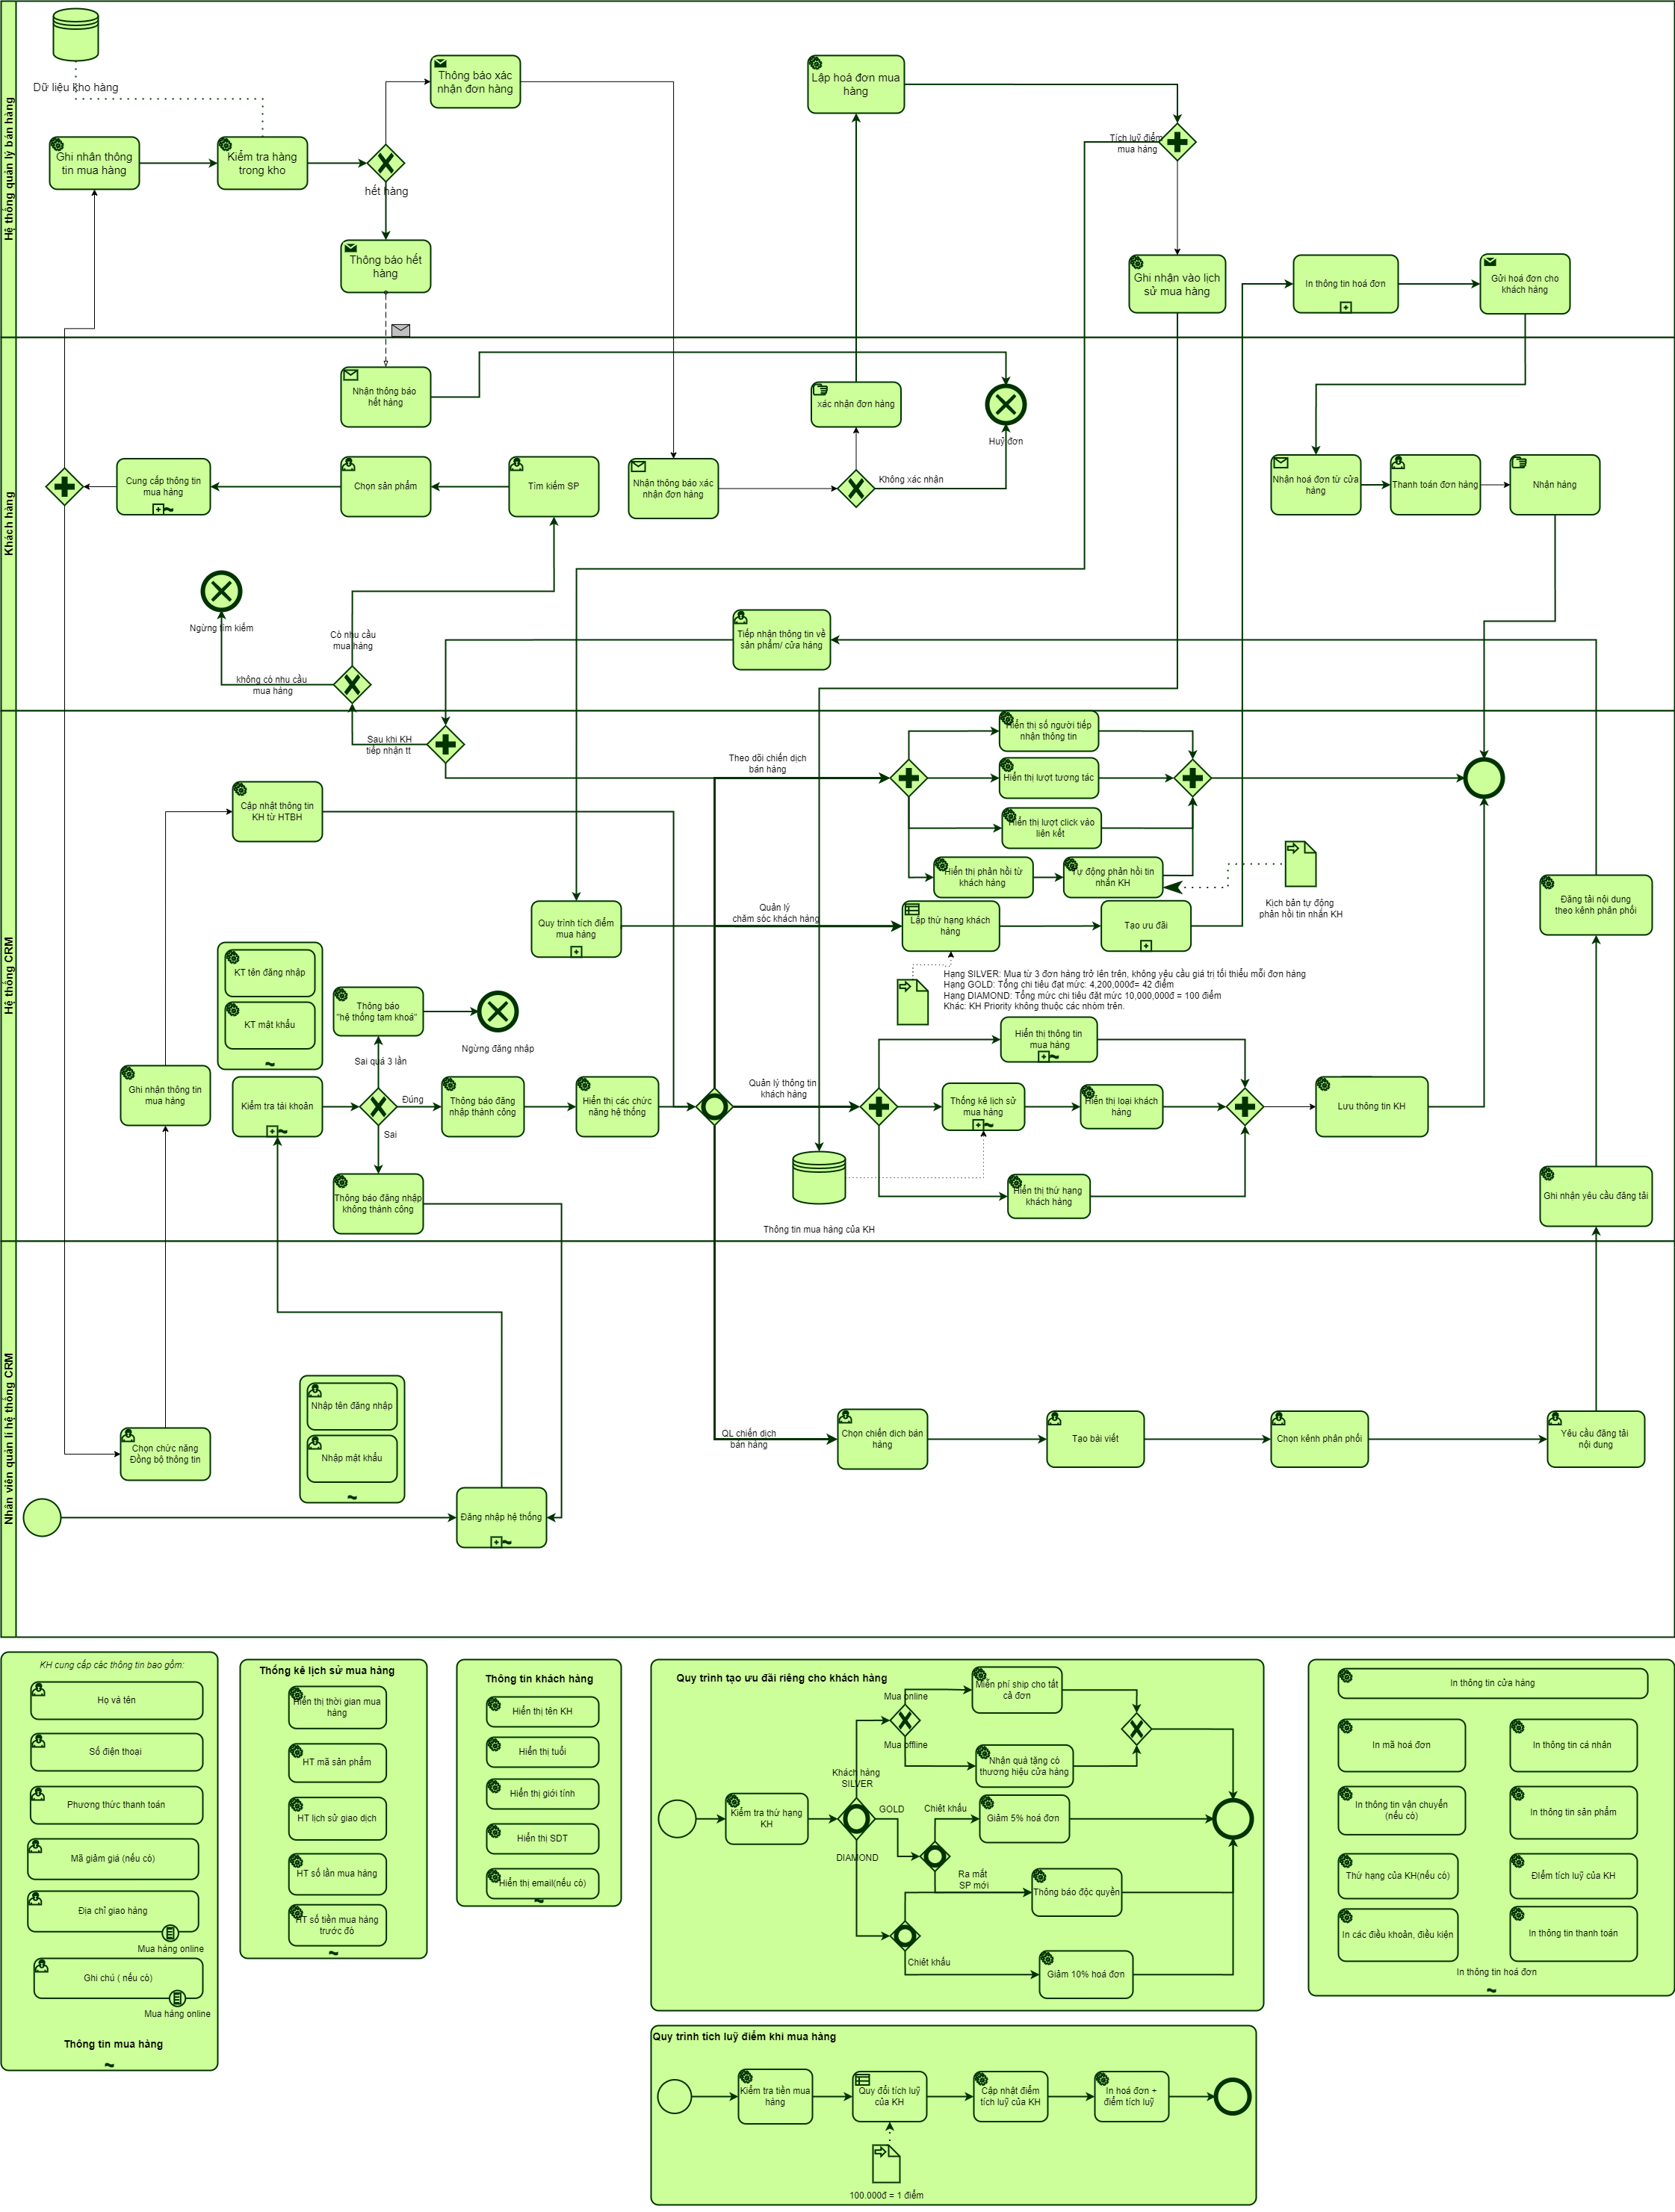 Hệ thống quản lý bán hàng
Dữ liệu kho hàng
Ghi nhận thông
tin mua hàng
Kiểm tra hàng
trong kho
hết hàng
Thông báo xác
nhận đơn hàng
Thông báo hết
hàng
Lập hoá đơn mua
hàng
Tích luỹ điểm
mua hàng
Ghi nhận vào lịch
sử mua hàng
In thông tin hoá đơn
Gửi hoá đơn cho
khách hàng
Khách hàng
Nhận thông báo
hết hàng
xác nhận đơn hàng
Huỷ đơn
Cung cấp thông tin
mua hàng
Chọn sản phẩm
Tìm kiếm SP
Nhận thông báo xác
nhận đơn hàng
Không xác nhận
Nhận hoá đơn từ cửa
hàng
Thanh toán đơn hàng
Nhận hàng
Ngừng tìm kiếm
Có nhu cầu
mua hàng
không có nhu cầu
mua hàng
Tiếp nhận thông tin về
sản phẩm/ cửa hàng
Hệ thống CRM
Sau khi KH
tiếp nhận tt
Theo dõi chiến dịch
bán hàng
Hiển thị số người tiếp
nhận thông tin
Hiển thị lượt tương tác
Hiển thị lượt click vào
liên kết
Hiển thị phản hồi từ
khách hàng
Tự động phản hồi tin
nhắn KH
Kịch bản tự động
phản hồi tin nhắn KH
Cập nhật thông tin
KH từ HTBH
Đăng tải nội dung
theo kênh phân phối
Quy trình tích điểm
mua hàng
Quản lý
chăm sóc khách hàng
Lập thứ hạng khách
hàng
Tạo ưu đãi
Hạng SILVER: Mua từ 3 đơn hàng trở lên trên, không yêu cầu giá trị tối thiểu mỗi đơn hàng
Hạng GOLD: Tổng chi tiêu đạt mức: 4,200,000đ= 42 điểm
Hạng DIAMOND: Tổng mức chi tiêu đặt mức 10,000,000đ = 100 điểm
Khác: KH Priority không thuộc các nhóm trên.
KT tên đăng nhập
KT mật khẩu
Thông báo
"hệ thống tạm khoá"
Ngừng đăng nhập
Sai quá 3 lần
Ghi nhận thông tin
mua hàng
Kiểm tra tài khoản
Đúng
Sai
Thông báo đăng
nhập thành công
Hiển thị các chức
năng hệ thống
Thông báo đăng nhập
không thành công
Quản lý thông tin
khách hàng
Hiển thị thông tin
mua hàng
Thống kê lịch sử
mua hàng
Hiển thị loại khách
hàng
Hiển thị thứ hạng
khách hàng
Lưu thông tin KH
Thông tin mua hàng của KH
Ghi nhận yêu cầu đăng tải
Nhân viên quản lí hệ thống CRM
Chọn chức năng
Đồng bộ thông tin
Nhập tên đăng nhập
Nhập mật khẩu
Đăng nhập hệ thống
QL chiến dịch
bán hàng
Chọn chiến dịch bán
hàng
Tạo bài viết
Chọn kênh phân phối
Yêu cầu đăng tải
nội dung
KH cung cấp các thông tin bao gồm:
Họ và tên
Số điện thoại
Phương thức thanh toán
Mã giảm giá (nếu có)
Địa chỉ giao hàng
Mua hàng online
Ghi chú ( nếu có)
Mua hàng online
Thông tin mua hàng
Thống kê lịch sử mua hàng
Hiển thị thời gian mua
hàng
HT mã sản phẩm
HT lịch sử giao dịch
HT số lần mua hàng
HT số tiền mua hàng
trước đó
Thông tin khách hàng
Hiển thị tên KH
Hiển thị tuổi
Hiển thị giới tính
Hiển thị SDT
Hiển thị email(nếu có)
Quy trình tạo ưu đãi riêng cho khách hàng
Kiểm tra thứ hạng
KH
Khách hàng
SILVER
GOLD
DIAMOND
Mua online
Mua offline
Miễn phí ship cho tất
cả đơn
Nhận quà tặng có
thương hiệu cửa hàng
Chiêt khấu
Giảm 5% hoá đơn
Ra mắt
SP mới
Thông báo độc quyền
Chiêt khấu
Giảm 10% hoá đơn
In thông tin cửa hàng
In mã hoá đơn
In thông tin cá nhân
In thông tin vận chuyển
(nếu có)
In thông tin sản phẩm
Thứ hạng của KH(nếu có)
Điểm tích luỹ của KH
In các điều khoản, điều kiện
In thông tin thanh toán
In thông tin hoá đơn
Quy trình tích luỹ điểm khi mua hàng
Kiểm tra tiền mua
hàng
Quy đổi tích luỹ
của KH
Cập nhật điểm
tích luỹ của KH
In hoá đơn +
điểm tích luỹ
100.000đ = 1 điểm